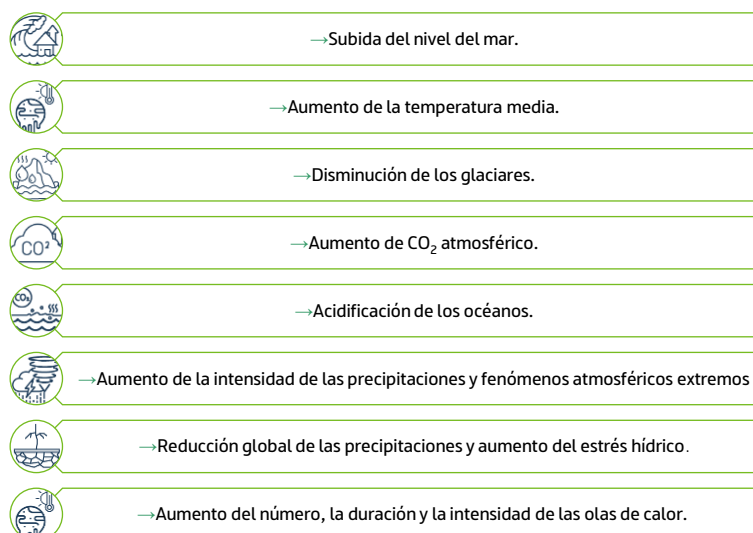 →Subida del nivel del mar.
→Aumento de la temperatura media.
→Disminución de los glaciares.
CO²
→Aumento de CO₂ atmosférico.
CO₂
→Acidificación de los océanos.
→Aumento de la intensidad de las precipitaciones y fenómenos atmosféricos extremos
→Reducción global de las precipitaciones y aumento del estrés hídrico.
→Aumento del número, la duración y la intensidad de las olas de calor.